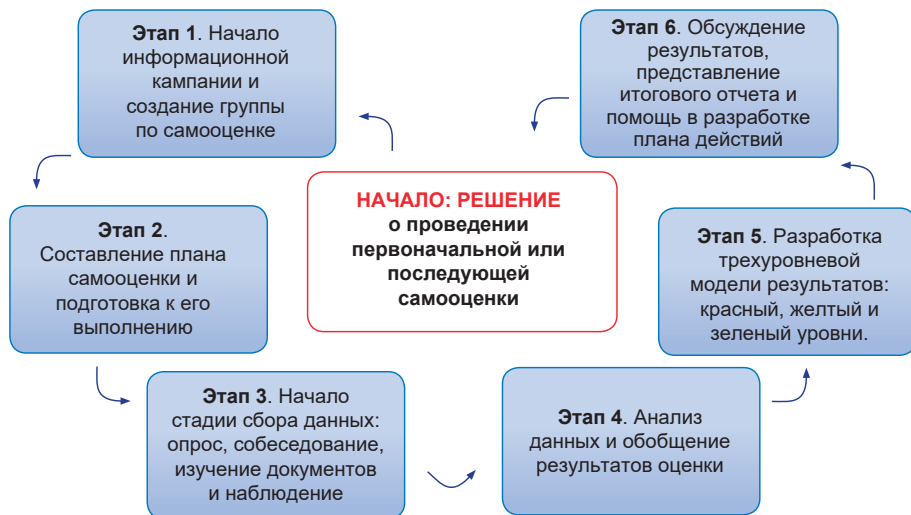 Этап 1. Начало
информационной
кампании и
создание группы
по самооценке
Этап 2.
Составление плана
самооценки и
подготовка к его
выполнению
Этап 3. Начало
стадии сбора данных:
опрос, собеседование,
изучение документов
и наблюдение
Этап 4. Анализ
данных и обобщение
результатов оценки
Этап 5. Разработка
трехуровневой
модели результатов:
красный, желтый и
зеленый уровни.
Этап 6. Обсуждение
результатов,
представление
итогового отчета и
помощь в разработке
плана действий
НАЧАЛО: РЕШЕНИЕ
о проведении
первоначальной или
последующей
самооценки